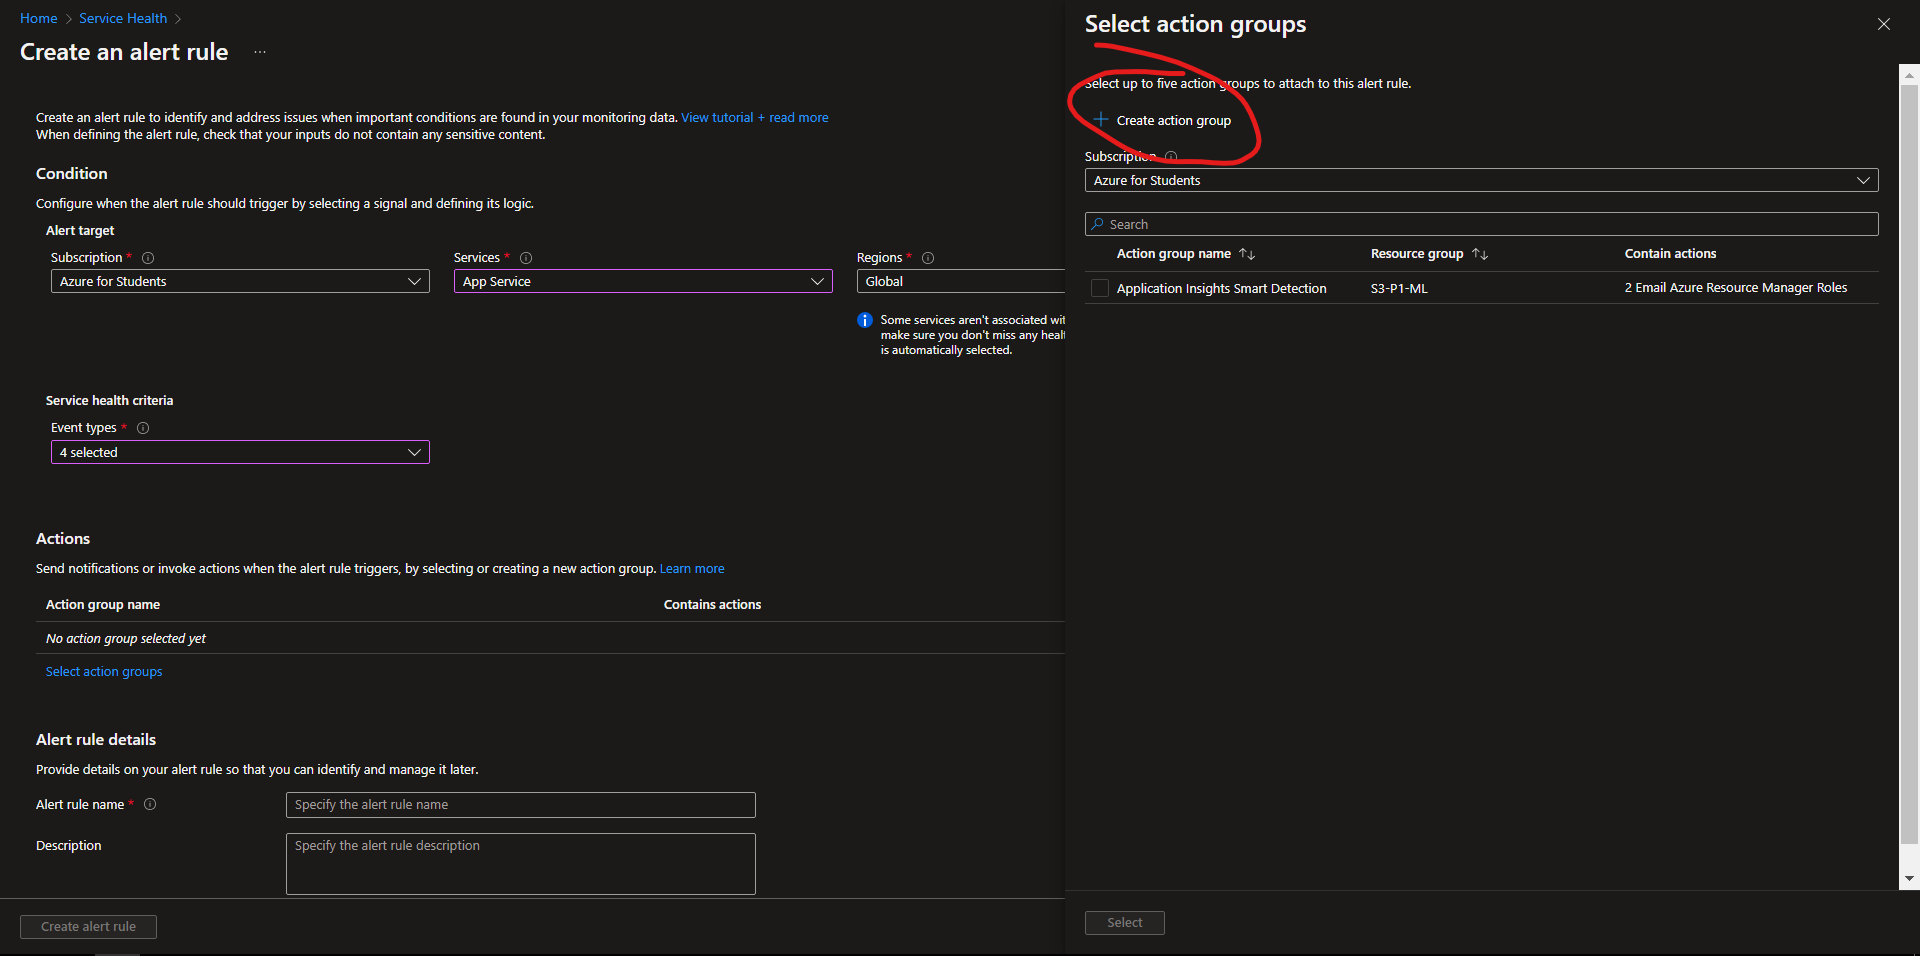 Home > Service Health >
Create an alert rule ...
Create an alert rule to identify and address issues when important conditions are found in your monitoring data. View tutorial + read more
When defining the alert rule, check that your inputs do not contain any sensitive content.
Condition
Configure when the alert rule should trigger by selecting a signal and defining its logic.
Alert target
Subscription *
Services *
Regions *
Azure for Students
App Service
Global
Some services aren't associated wit
make sure you don't miss any healt
is automatically selected.
Service health criteria
Event types *
4 selected
Actions
Send notifications or invoke actions when the alert rule triggers, by selecting or creating a new action group. Learn more
Action group name
Contains actions
No action group selected yet
Select action groups
Alert rule details
Provide details on your alert rule so that you can identify and manage it later.
Alert rule name *
Specify the alert rule name
Description
Specify the alert rule description
Create alert rule
Select action groups
Select up to five action groups to attach to this alert rule.
+ Create action group
Subscription
Azure for Students
Search
Action group name ↑↓
Resource group ↑↓
Contain actions
Application Insights Smart Detection
S3-P1-ML
2 Email Azure Resource Manager Roles
Select